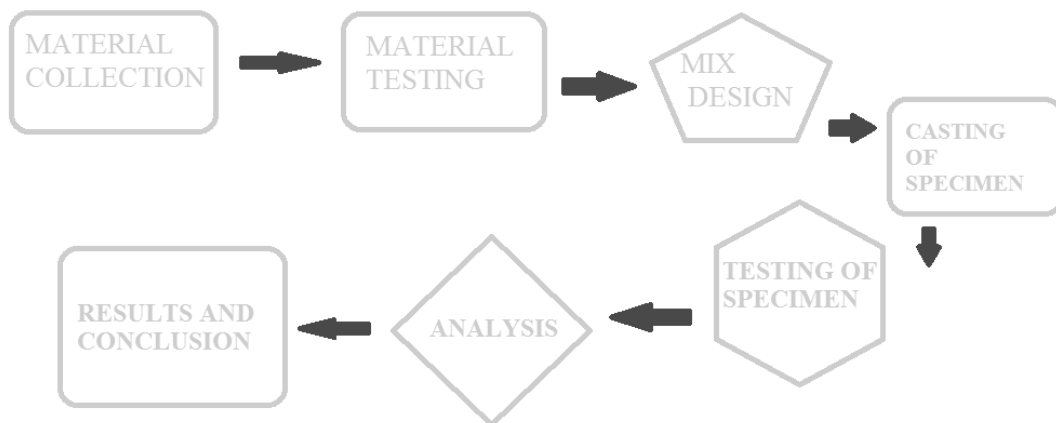 MATERIAL
COLLECTION
MATERIAL
TESTING
MIX
DESIGN
CASTING
OF
SPECIMEN
TESTING OF
SPECIMEN
ANALYSIS
RESULTS AND
CONCLUSION